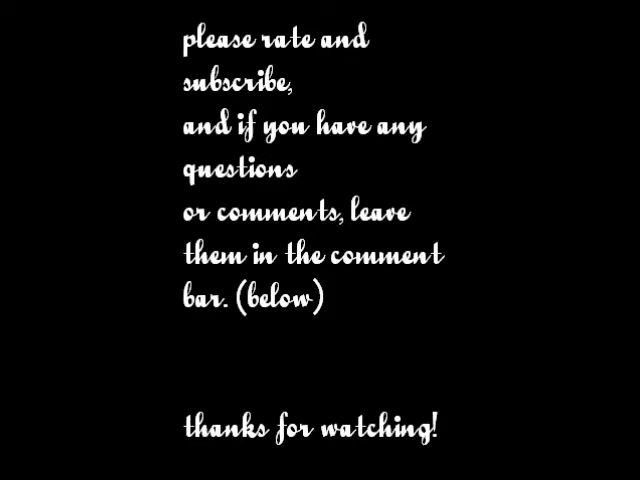 please rate and
subscribe,
and if you have any
questions
or comments, leave
them in the comment
bar. (below)
thanks for watching!